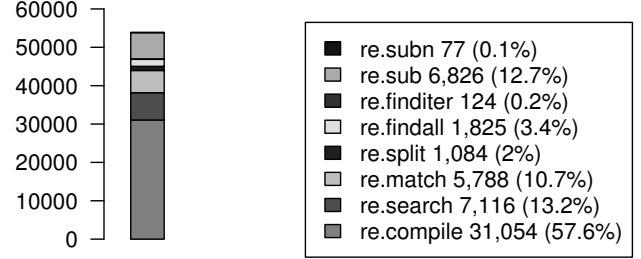 60000
50000
40000
30000
20000
10000
0
re.subn 77 (0.1%)
re.sub 6,826 (12.7%)
re.finditer 124 (0.2%)
re.findall 1,825 (3.4%)
re.split 1,084 (2%)
re.match 5,788 (10.7%)
re.search 7,116 (13.2%)
re.compile 31,054 (57.6%)